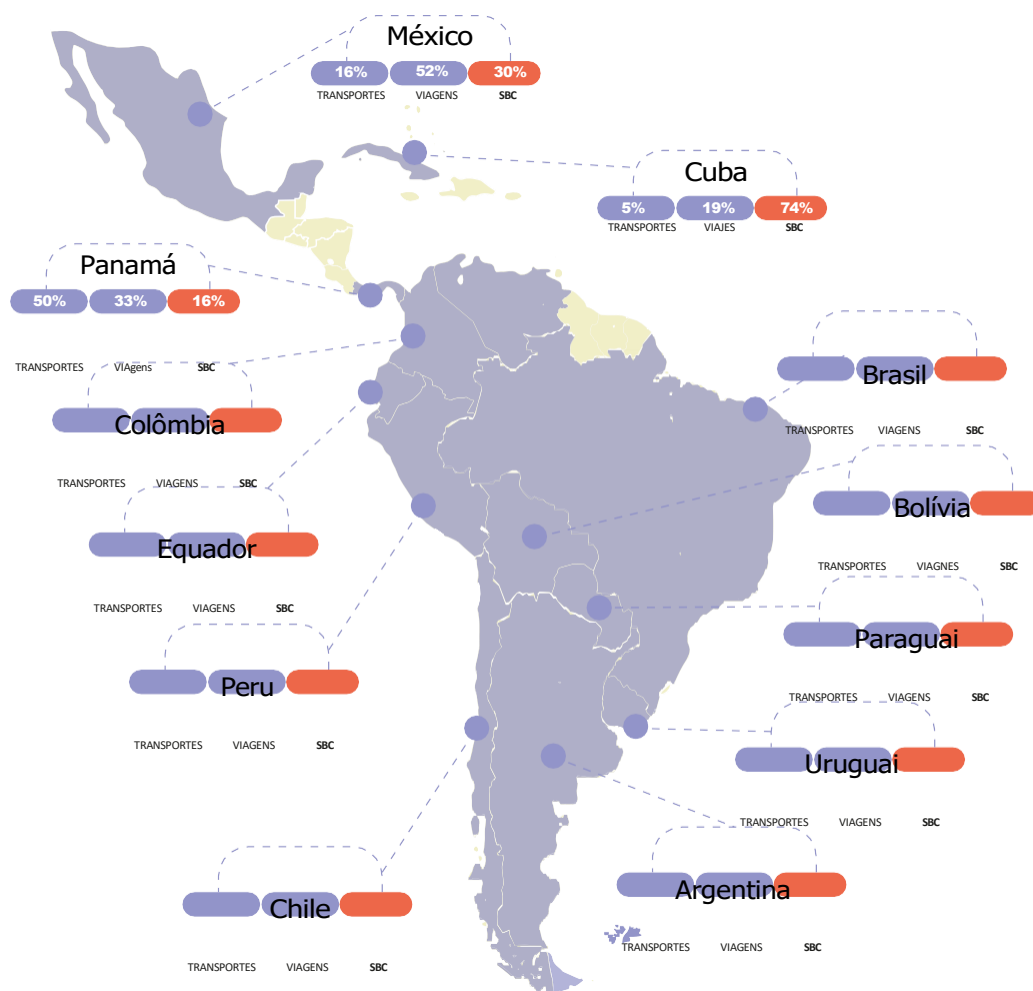 México
16% 52% 30%
TRANSPORTES VIAGENS SBC
Cuba
5% 19% 74%
TRANSPORTES VIAJES SBC
Panamá
50% 33% 16%
TRANSPORTES VIAgens SBC
Colômbia
TRANSPORTES VIAGENS SBC
Equador
TRANSPORTES VIAGENS SBC
Peru
TRANSPORTES VIAGENS SBC
Chile
TRANSPORTES VIAGENS SBC
Brasil
TRANSPORTES VIAGENS SBC
Bolívia
TRANSPORTES VIAGNES SBC
Paraguai
TRANSPORTES VIAGENS SBC
Uruguai
TRANSPORTES VIAGENS SBC
Argentina
TRANSPORTES VIAGENS SBC